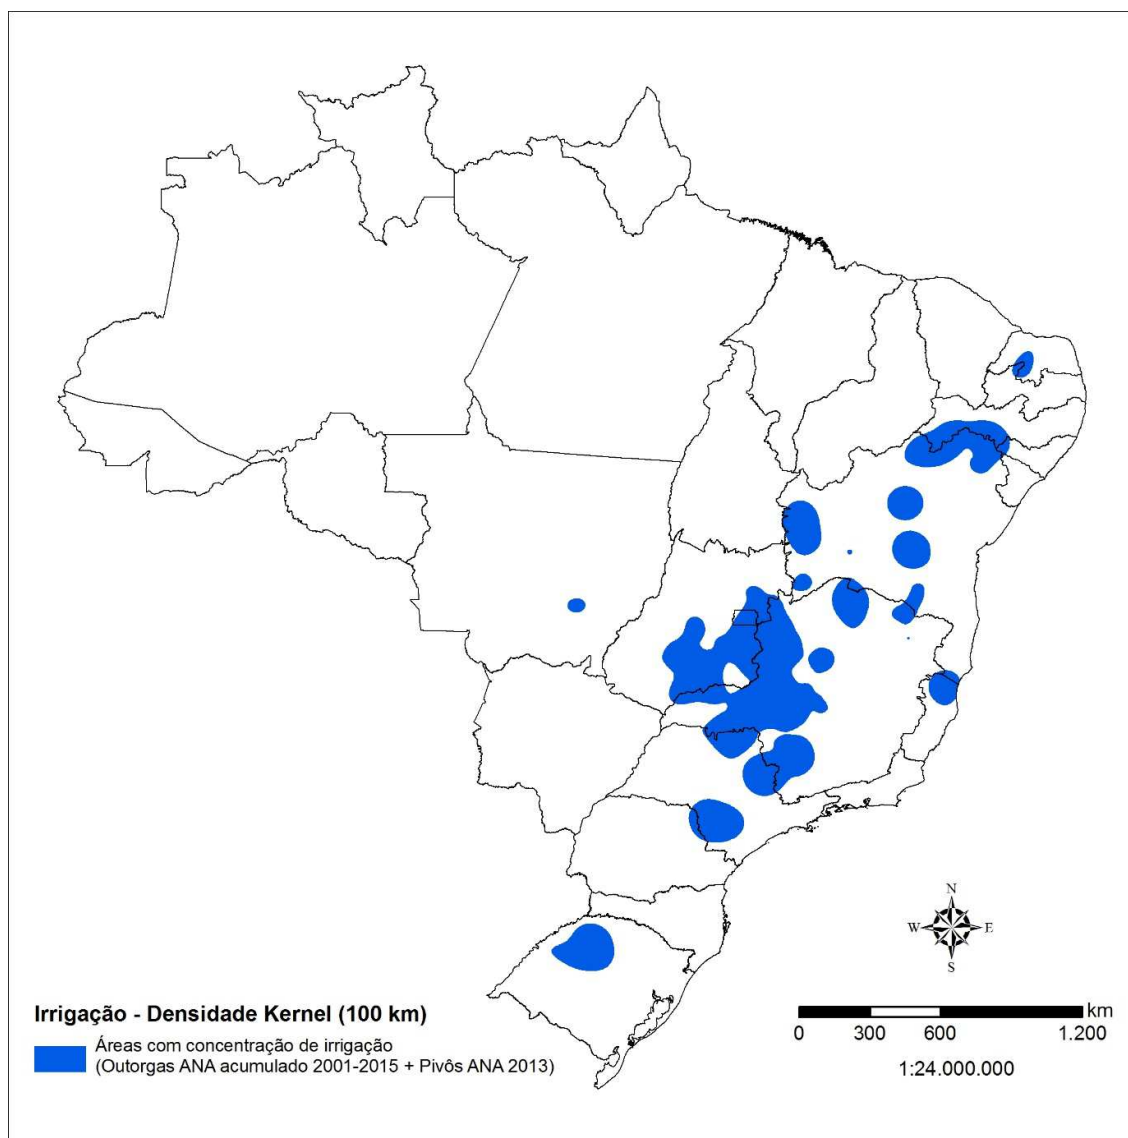 N
W E
S
Irrigação - Densidade Kernel (100 km)
Áreas com concentração de irrigação
(Outorgas ANA acumulado 2001-2015 + Pivôs ANA 2013)
km
0 300 600 1.200
1:24.000.000